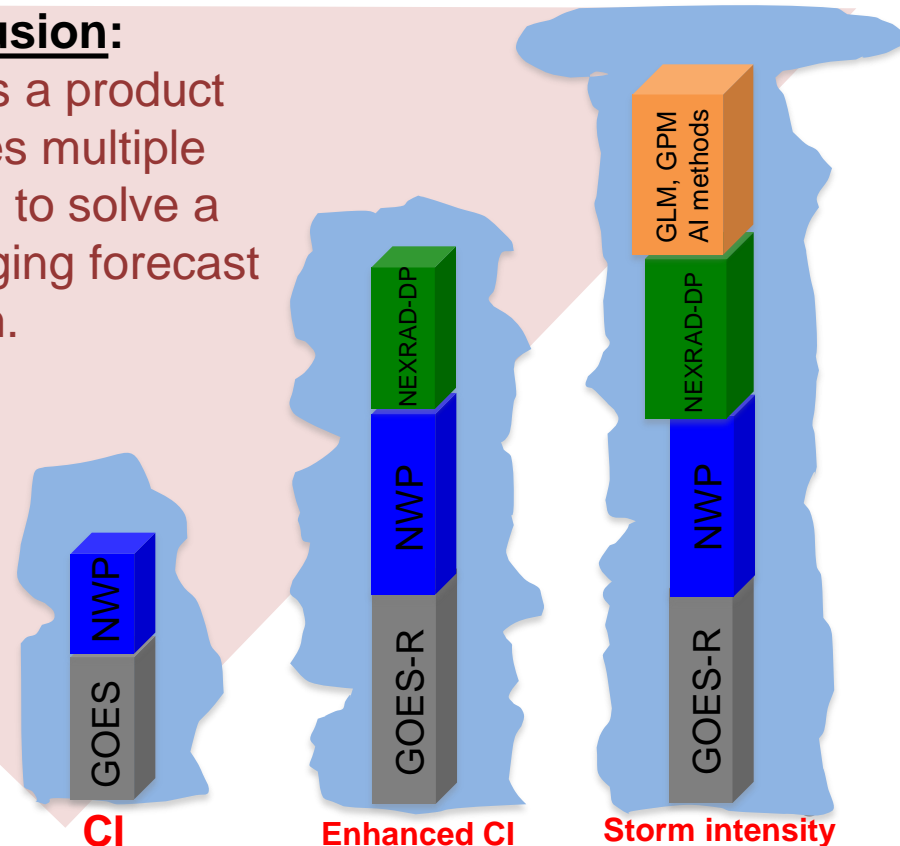 usion:
s a product
es multiple
to solve a
ging forecast
.
GLM, GPM
AI methods
NEXRAD-DP
NEXRAD-DP
NWP
NWP
NWP
GOES
GOES-R
GOES-R
CI
Enhanced CI
Storm intensity